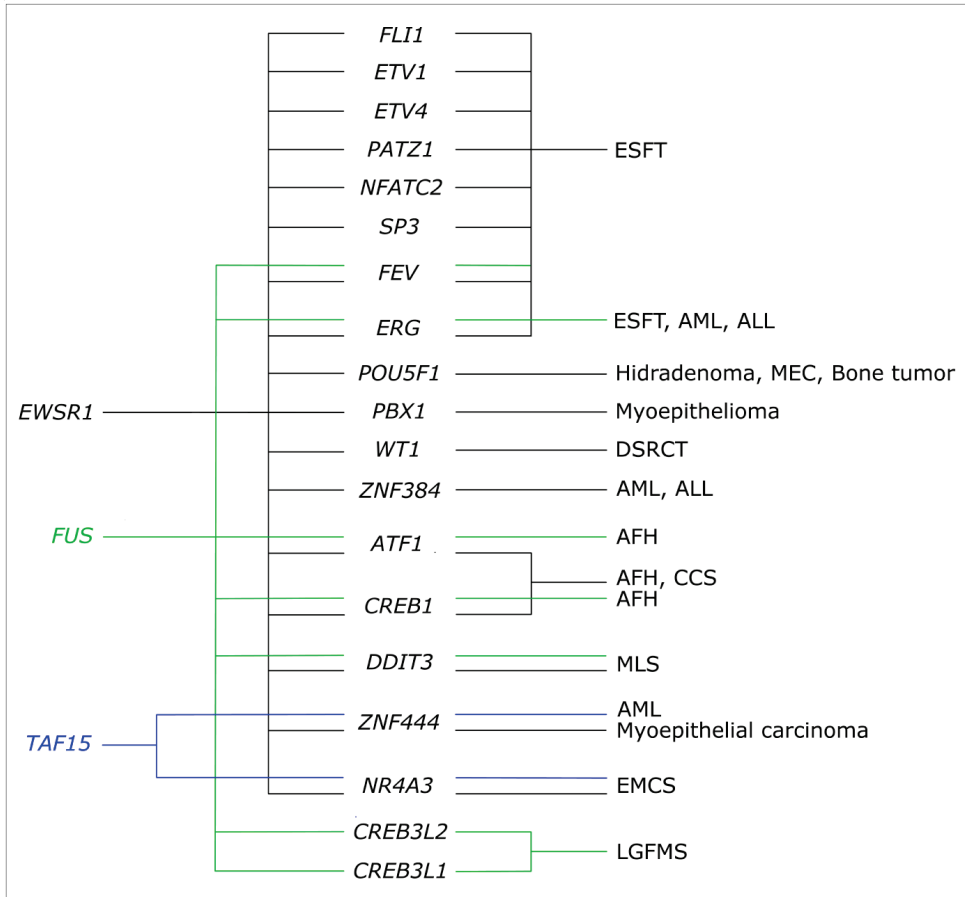 FLI1
ETV1
ETV4
PATZ1
ESFT
NFATC2
SP3
FEV
ERG
ESFT, AML, ALL
POU5F1
Hidradenoma, MEC, Bone tumor
EWSR1
PBX1
Myoepithelioma
WT1
DSRCT
ZNF384
AML, ALL
FUS
ATF1
AFH
AFH, CCS
CREB1
AFH
DDIT3
MLS
TAF15
ZNF444
AML
Myoepithelial carcinoma
NR4A3
EMCS
CREB3L2
LGFMS
CREB3L1